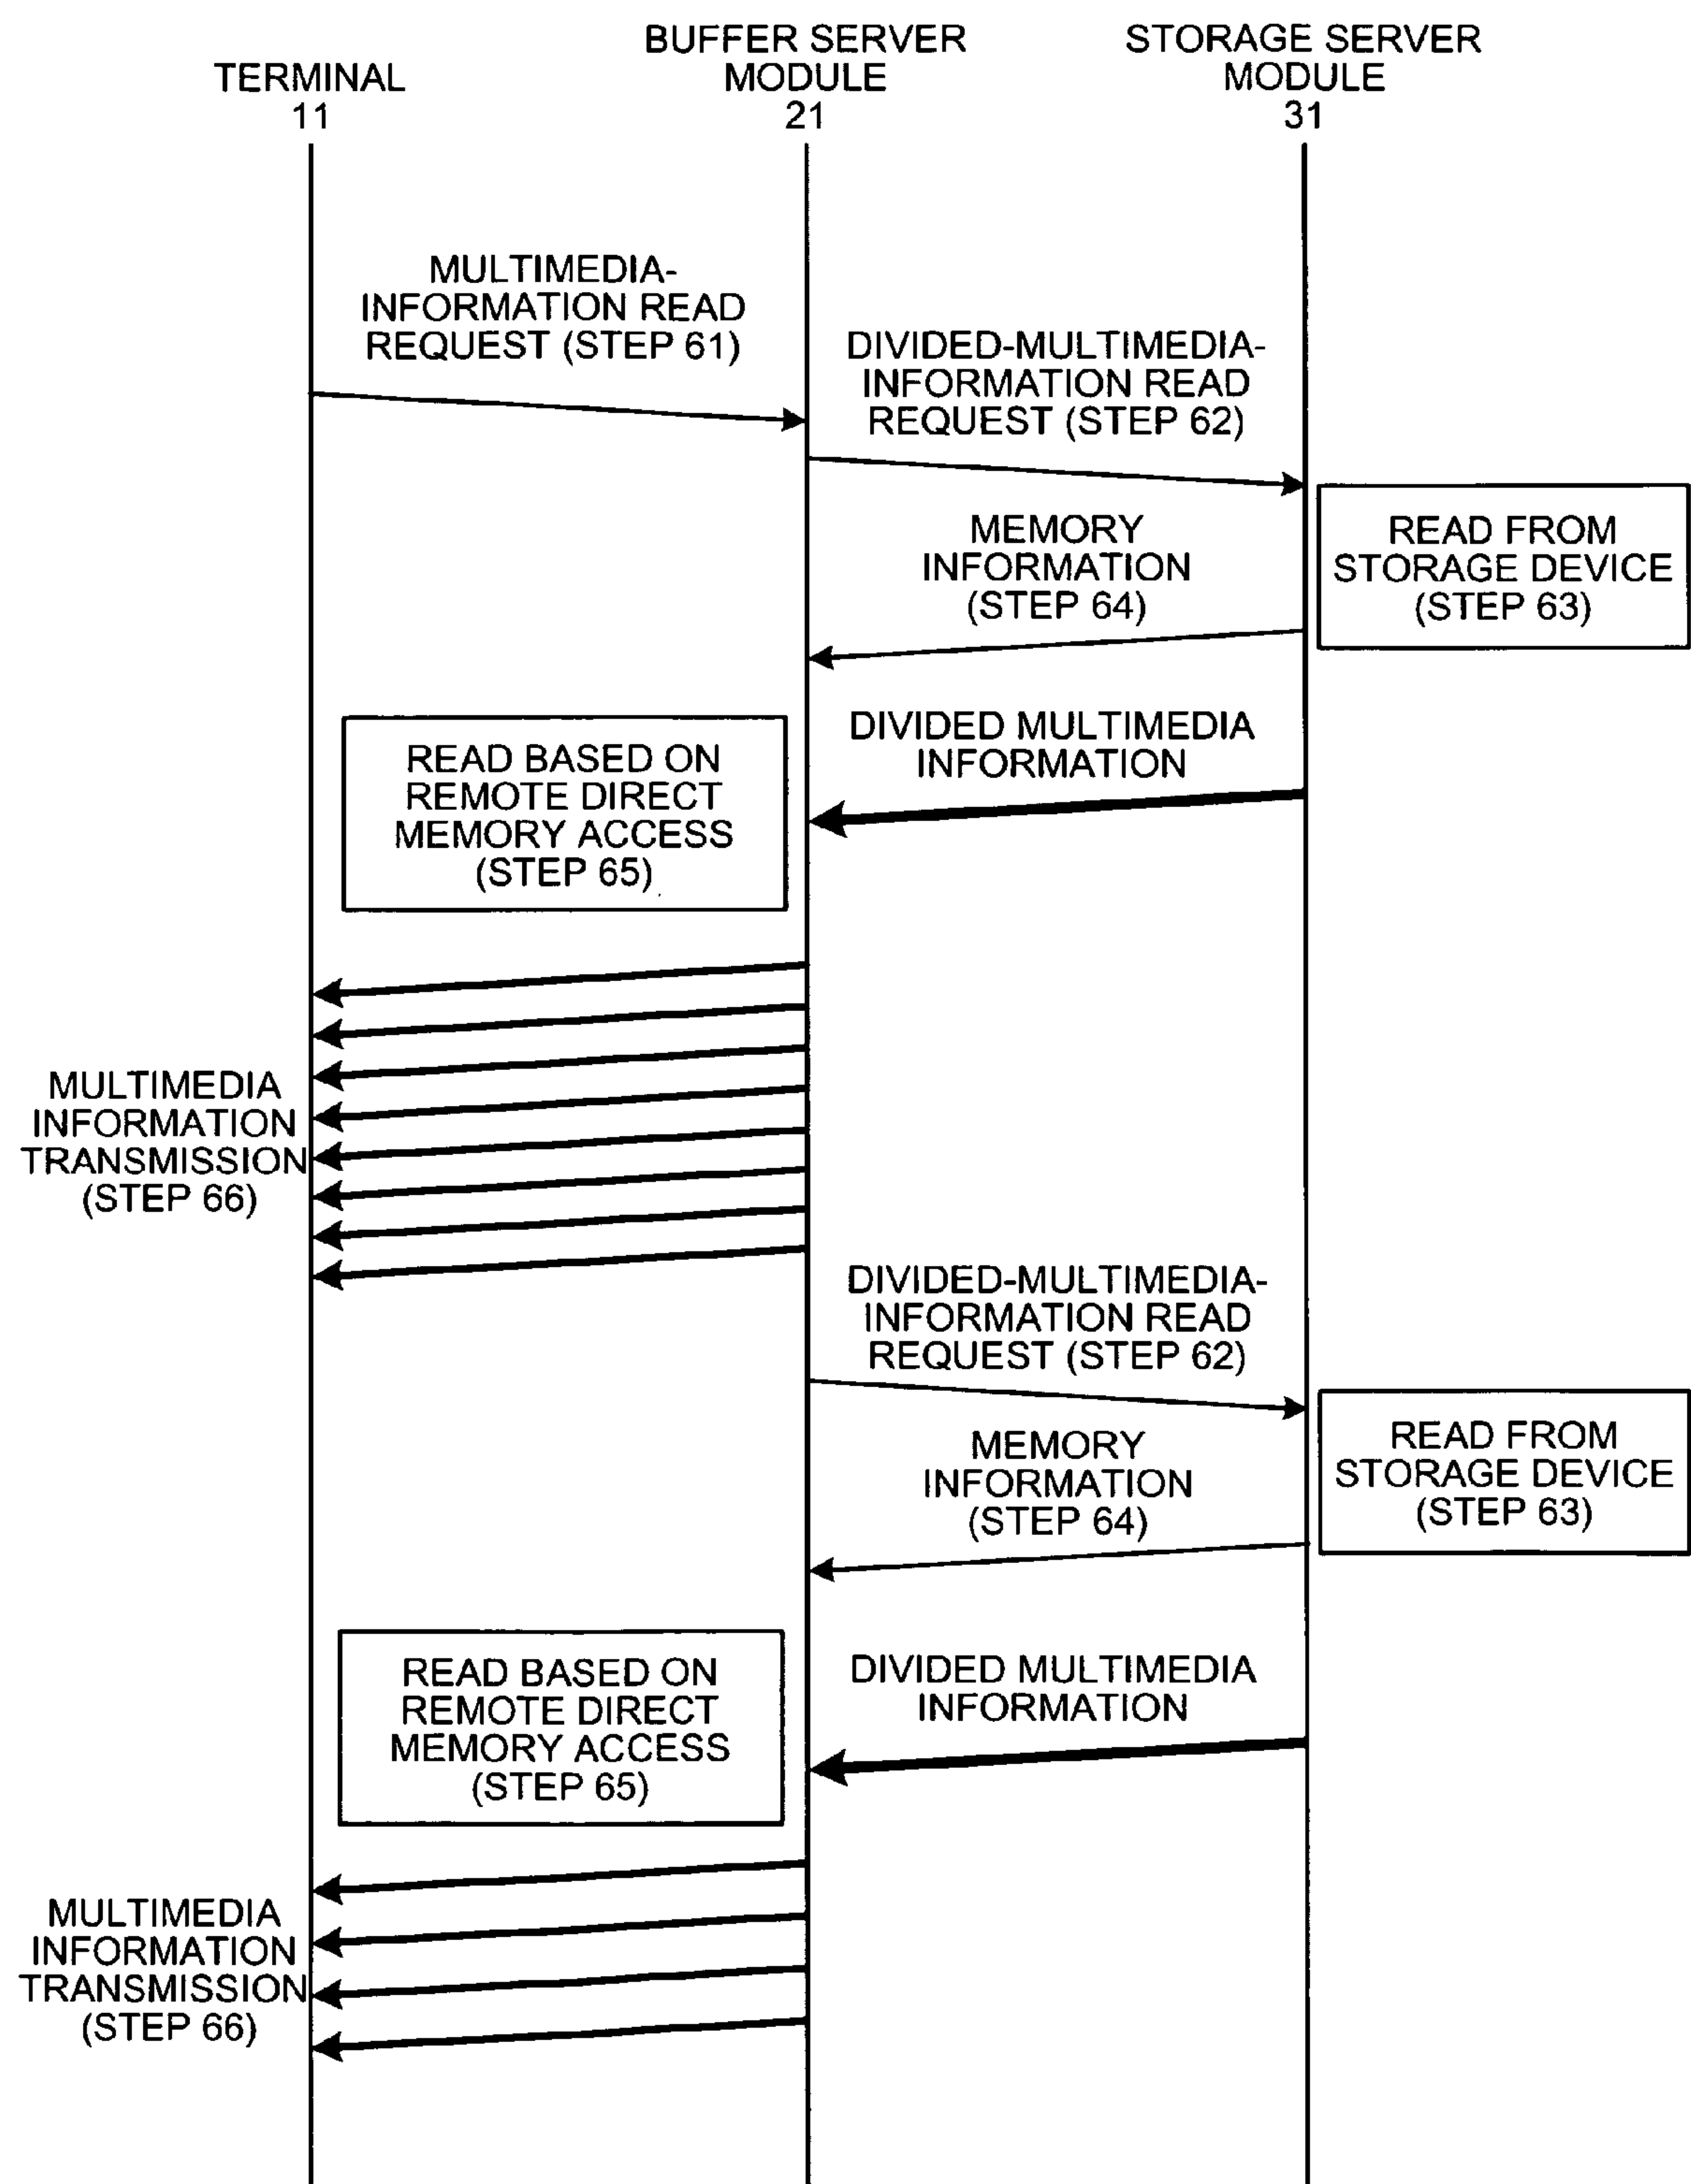 TERMINAL
11
BUFFER SERVER
MODULE
21
STORAGE SERVER
MODULE
31
MULTIMEDIA-
INFORMATION READ
REQUEST (STEP 61)
DIVIDED-MULTIMEDIA-
INFORMATION READ
REQUEST (STEP 62)
READ FROM
STORAGE DEVICE
(STEP 63)
MEMORY
INFORMATION
(STEP 64)
DIVIDED MULTIMEDIA
INFORMATION
READ BASED ON
REMOTE DIRECT
MEMORY ACCESS
(STEP 65)
MULTIMEDIA
INFORMATION
TRANSMISSION
(STEP 66)
DIVIDED-MULTIMEDIA-
INFORMATION READ
REQUEST (STEP 62)
READ FROM
STORAGE DEVICE
(STEP 63)
MEMORY
INFORMATION
(STEP 64)
DIVIDED MULTIMEDIA
INFORMATION
READ BASED ON
REMOTE DIRECT
MEMORY ACCESS
(STEP 65)
MULTIMEDIA
INFORMATION
TRANSMISSION
(STEP 66)